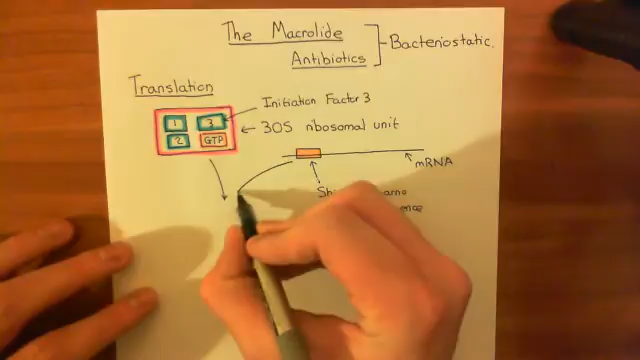 The Macrolide
Antibiotics
Bacteriostatic.
Translation
Initiation Factor 3
1 3
2 GTP
30S ribosomal unit
mRNA